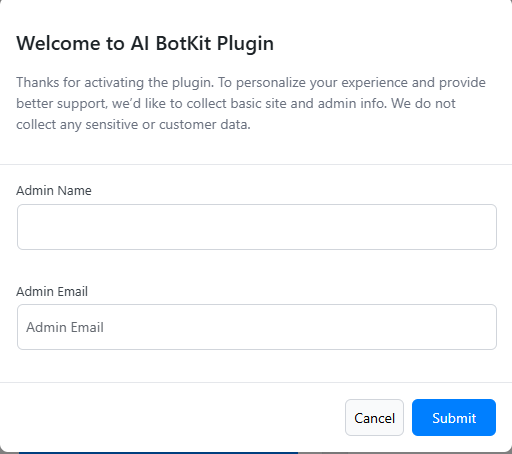 Welcome to AI BotKit Plugin
Thanks for activating the plugin. To personalize your experience and provide
better support, we’d like to collect basic site and admin info. We do not
collect any sensitive or customer data.
Admin Name
Admin Email
Admin Email
Cancel Submit